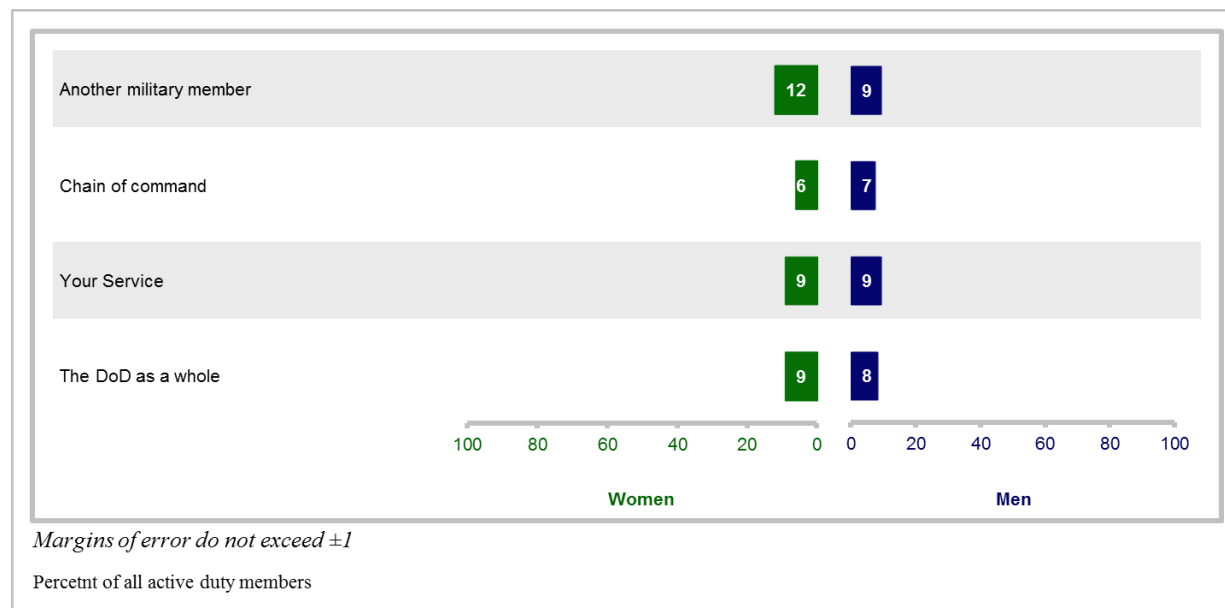 Another military member 12 9
Chain of command 6 7
Your Service 9 9
The DoD as a whole 9 8
100 80 60 40 20 0 0 20 40 60 80 100
Women Men
Margins of error do not exceed ±1
Percetnt of all active duty members